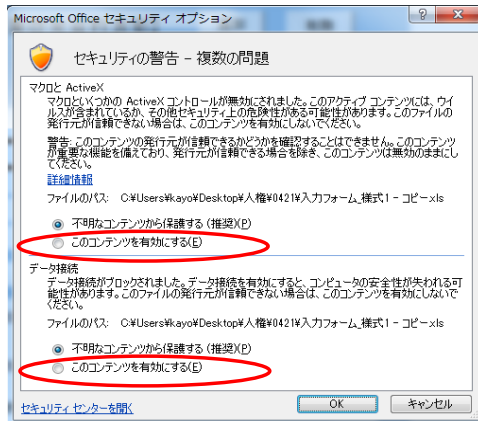 Microsoft Office セキュリティ オプション
セキュリティの警告 - 複数の問題
マクロと ActiveX
マクロといくつかの ActiveX コントロールが無効にされました。このアクティブ コンテンツには、ウイ
ルスが含まれているか、その他セキュリティ上の危険性がある可能性があります。このファイルの
発行元が信頼できない場合は、このコンテンツを有効にしないでください。
警告: このコンテンツの発行元が信頼できるかどうかを確認することはできません。このコンテンツ
が重要な機能を備えており、発行元が信頼できる場合を除き、このコンテンツは無効のままにし
てください。
詳細情報
ファイルのパス: C:¥Users¥kayo¥Desktop¥人権¥0421¥入力フォーム_様式1 - コピー.xls
不明なコンテンツから保護する (推奨)(P)
このコンテンツを有効にする(E)
データ接続
データ接続がブロックされました。データ接続を有効にすると、コンピュータの安全性が失われる可
能性があります。このファイルの発行元が信頼できない場合は、このコンテンツを有効にしないで
ください。
ファイルのパス: C:¥Users¥kayo¥Desktop¥人権¥0421¥入力フォーム_様式1 - コピー.xls
不明なコンテンツから保護する (推奨)(P)
このコンテンツを有効にする(E)
セキュリティ センターを開く
OK
キャンセル